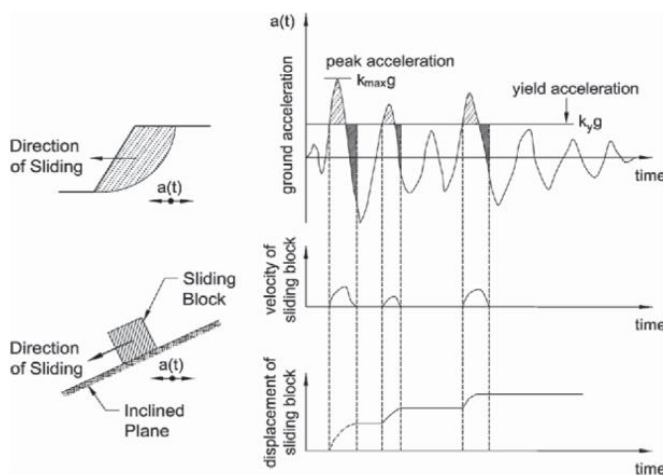 Direction
of Sliding
a(t)
Sliding
Block
Direction
of Sliding
a(t)
Inclined
Plane
a(t)
ground acceleration
peak acceleration
kmaxg
yield acceleration
kyg
time
velocity of
sliding block
time
displacement of
sliding block
time